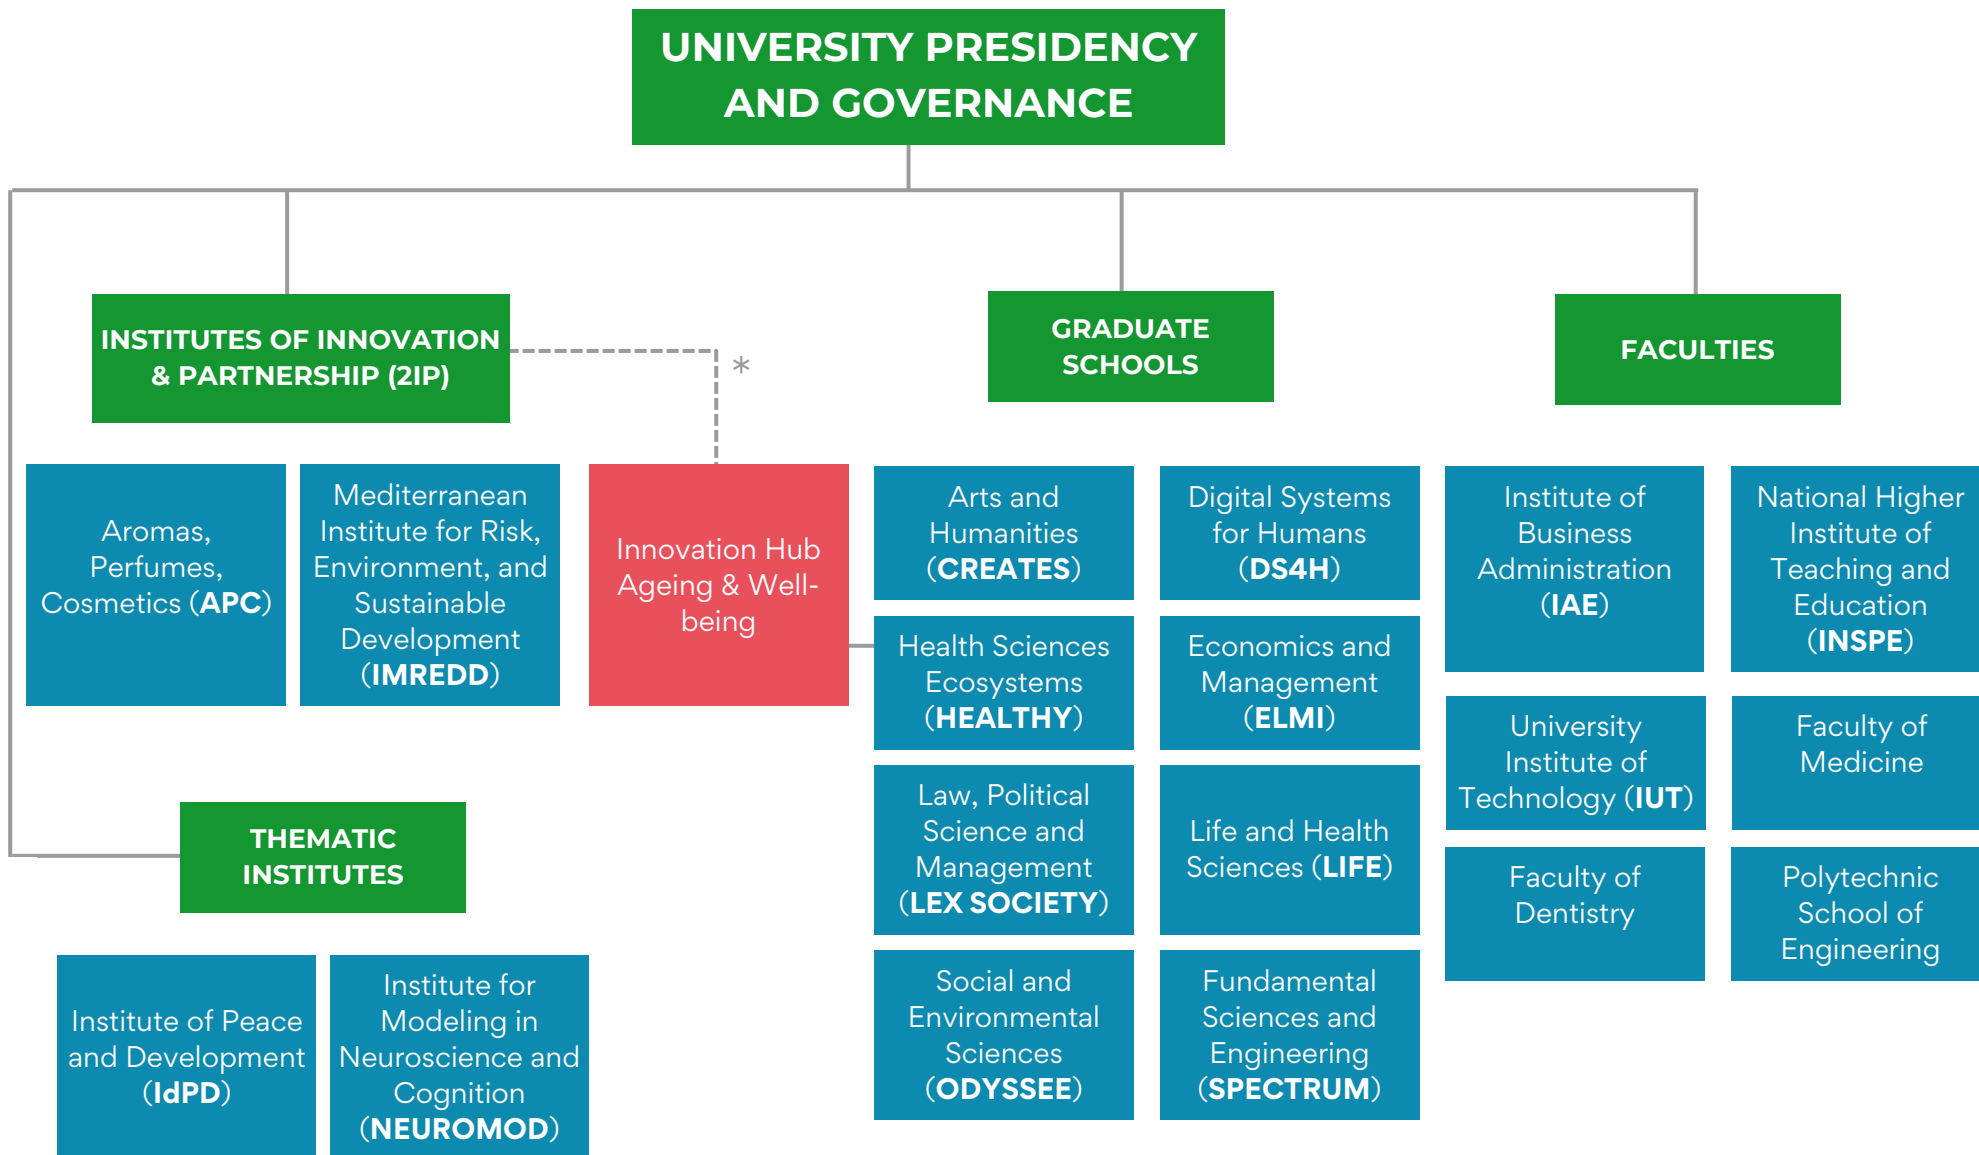 UNIVERSITY PRESIDENCY
AND GOVERNANCE
INSTITUTES OF INNOVATION
& PARTNERSHIP (2IP)
*
GRADUATE
SCHOOLS
FACULTIES
Aromas,
Perfumes,
Cosmetics (APC)
Mediterranean
Institute for Risk,
Environment, and
Sustainable
Development
(IMREDD)
Innovation Hub
Ageing & Well-
being
Arts and
Humanities
(CREATES)
Digital Systems
for Humans
(DS4H)
Health Sciences
Ecosystems
(HEALTHY)
Economics and
Management
(ELMI)
Law, Political
Science and
Management
(LEX SOCIETY)
Life and Health
Sciences (LIFE)
Social and
Environmental
Sciences
(ODYSSEE)
Fundamental
Sciences and
Engineering
(SPECTRUM)
Institute of
Business
Administration
(IAE)
National Higher
Institute of
Teaching and
Education
(INSPE)
University
Institute of
Technology (IUT)
Faculty of
Medicine
Faculty of
Dentistry
Polytechnic
School of
Engineering
THEMATIC
INSTITUTES
Institute of Peace
and Development
(IdPD)
Institute for
Modeling in
Neuroscience and
Cognition
(NEUROMOD)